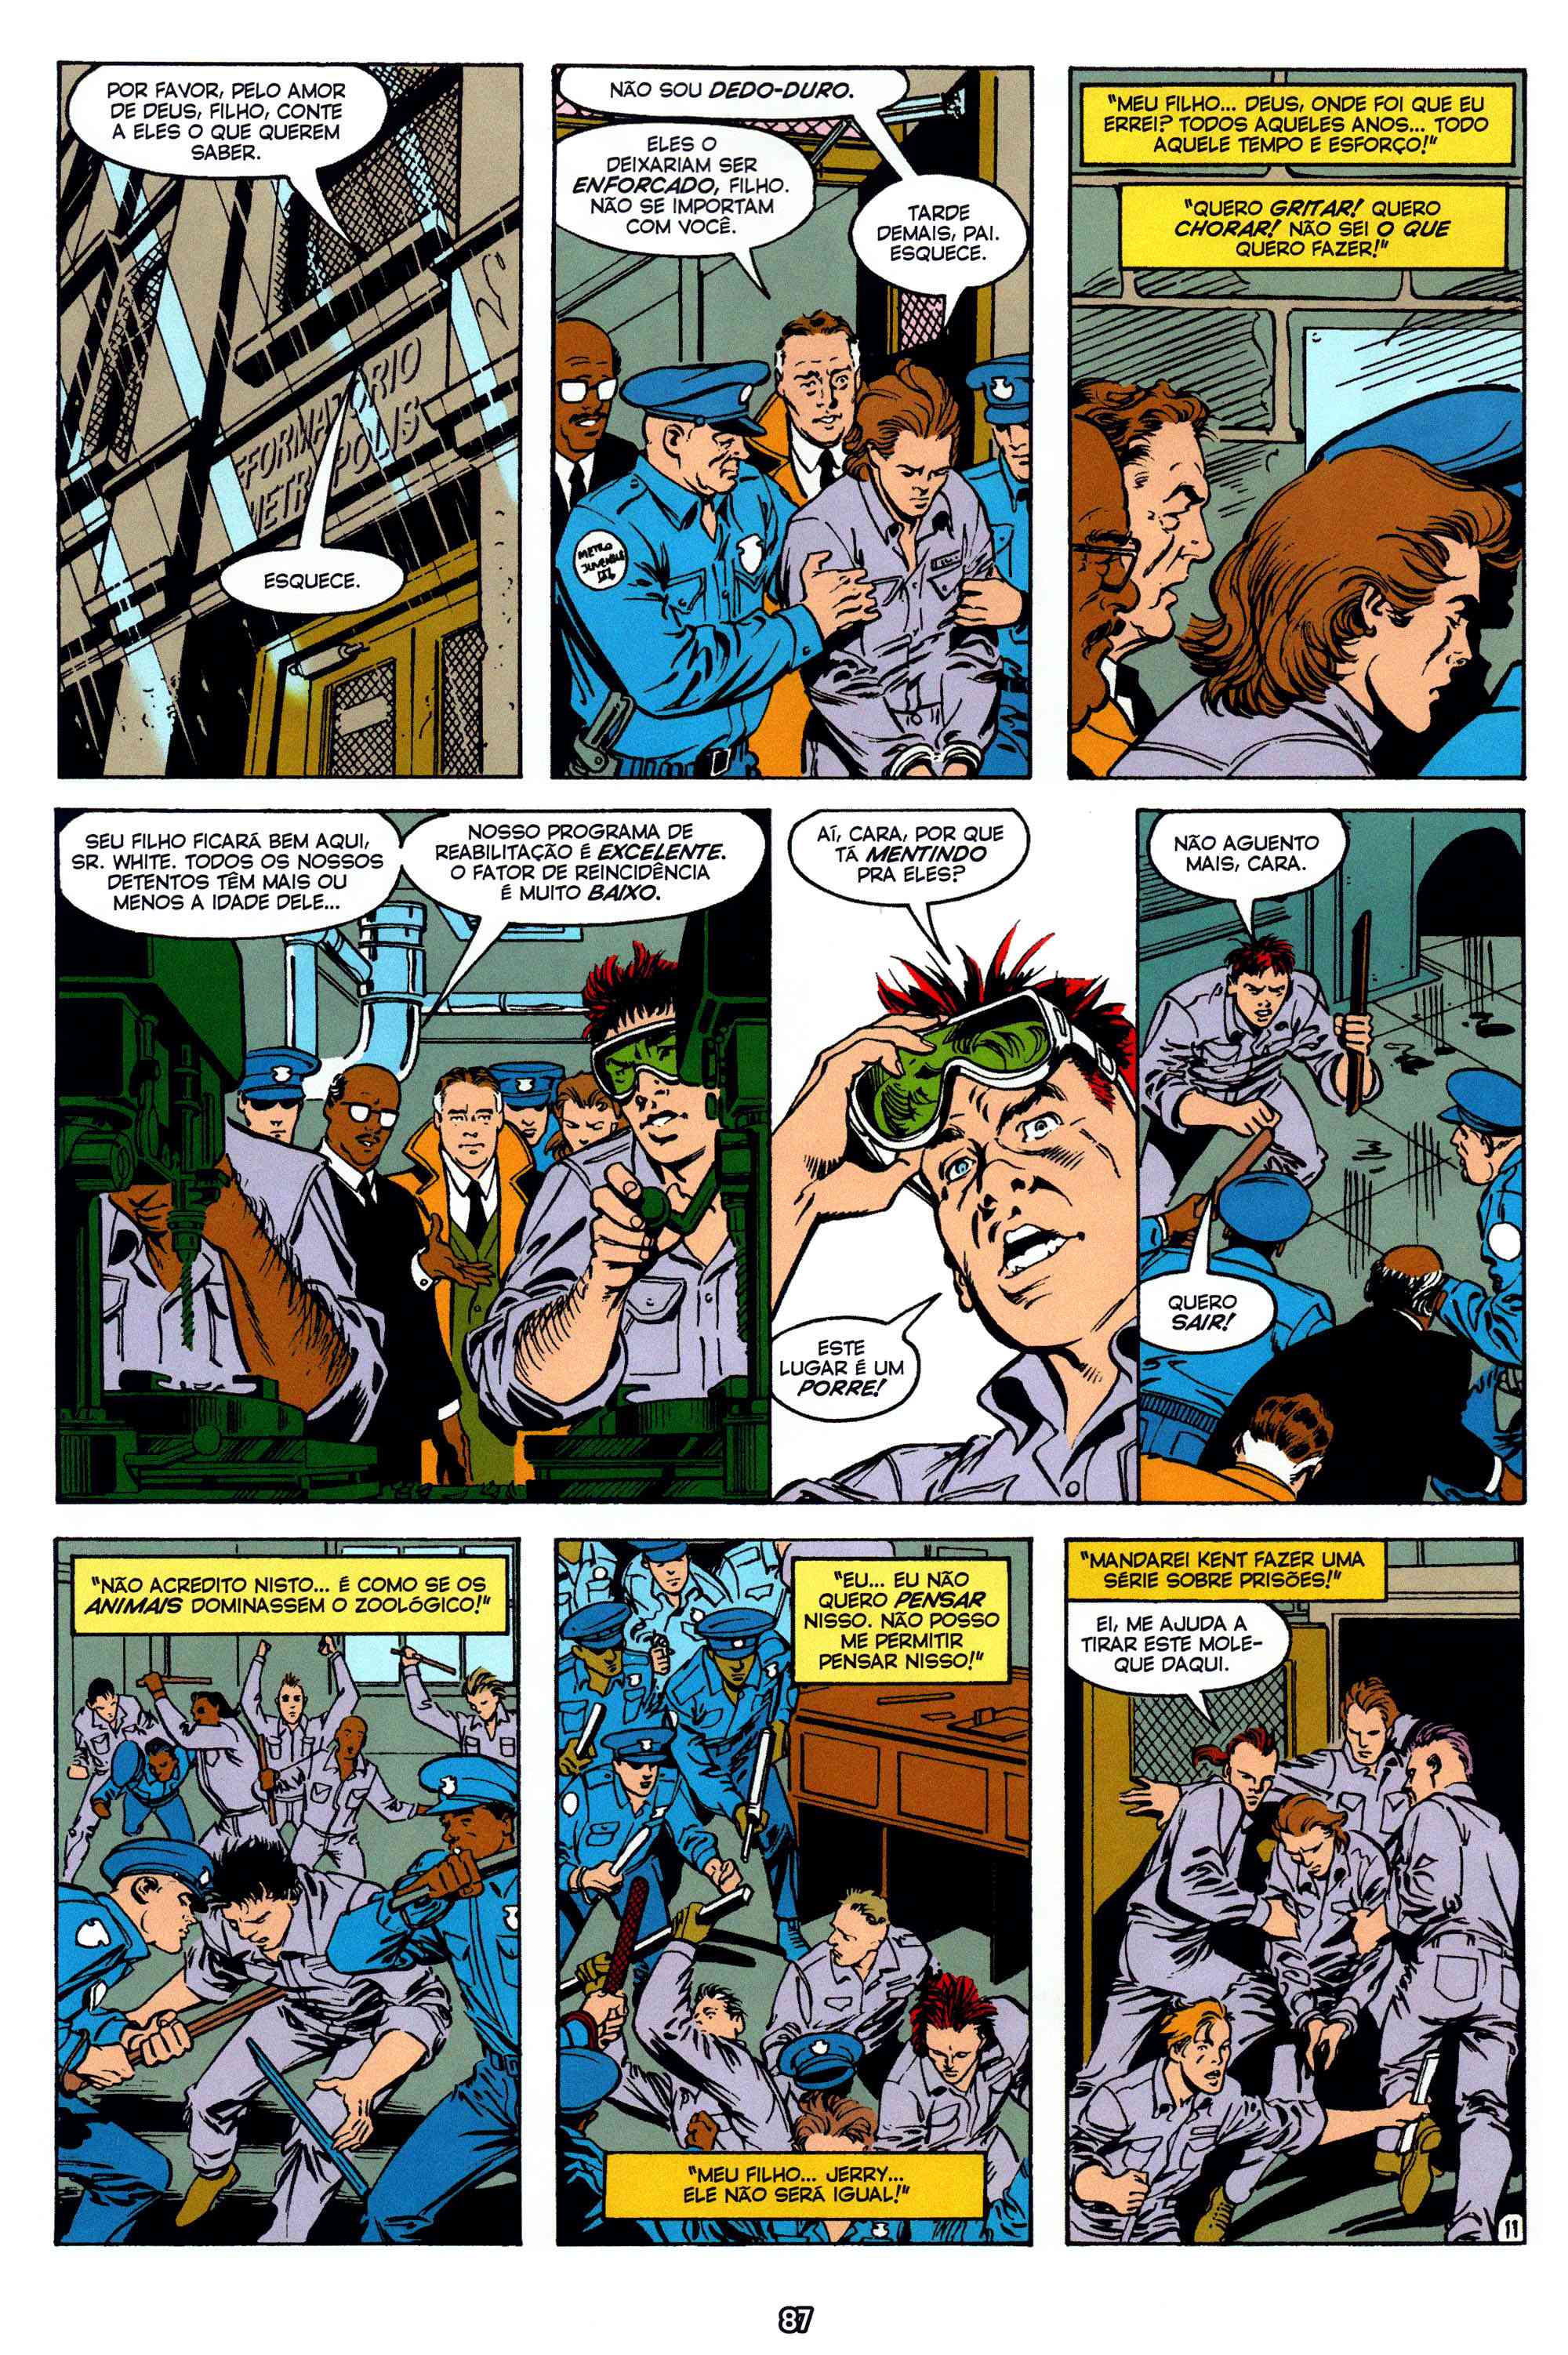 POR FAVOR, PELO AMOR
DE DEUS, FILHO, CONTE
A ELES O QUE QUEREM
SABER.
EFORMATÓRIO
METROPOLIS
ESQUECE.
NÃO SOU DEDO-DURO.
ELES O
DEIXARIAM SER
ENFORCADO, FILHO.
NÃO SE IMPORTAM
COM VOCÊ.
TARDE
DEMAIS, PAI.
ESQUECE.
METRO
JUVENILE
"MEU FILHO... DEUS, ONDE FOI QUE EU
ERREI? TODOS AQUELES ANOS... TODO
AQUELE TEMPO E ESFORÇO!"
"QUERO GRITAR! QUERO
CHORAR! NÃO SEI O QUE
QUERO FAZER!"
SEU FILHO FICARÁ BEM AQUI,
SR. WHITE. TODOS OS NOSSOS
DETENTOS TÊM MAIS OU
MENOS A IDADE DELE...
NOSSO PROGRAMA DE
REABILITAÇÃO É EXCELENTE.
O FATOR DE REINCIDÊNCIA
É MUITO BAIXO.
AÍ, CARA, POR QUE
TÁ MENTINDO
PRA ELES?
ESTE
LUGAR É UM
PORRE!
NÃO AGUENTO
MAIS, CARA.
QUERO
SAIR!
"NÃO ACREDITO NISTO... É COMO SE OS
ANIMAIS DOMINASSEM O ZOOLÓGICO!"
"EU... EU NÃO
QUERO PENSAR
NISSO. NÃO POSSO
ME PERMITIR
PENSAR NISSO!"
"MEU FILHO... JERRY...
ELE NÃO SERÁ IGUAL!"
"MANDAREI KENT FAZER UMA
SÉRIE SOBRE PRISÕES!"
EI, ME AJUDA A
TIRAR ESTE MOLE-
QUE DAQUI.
11
87